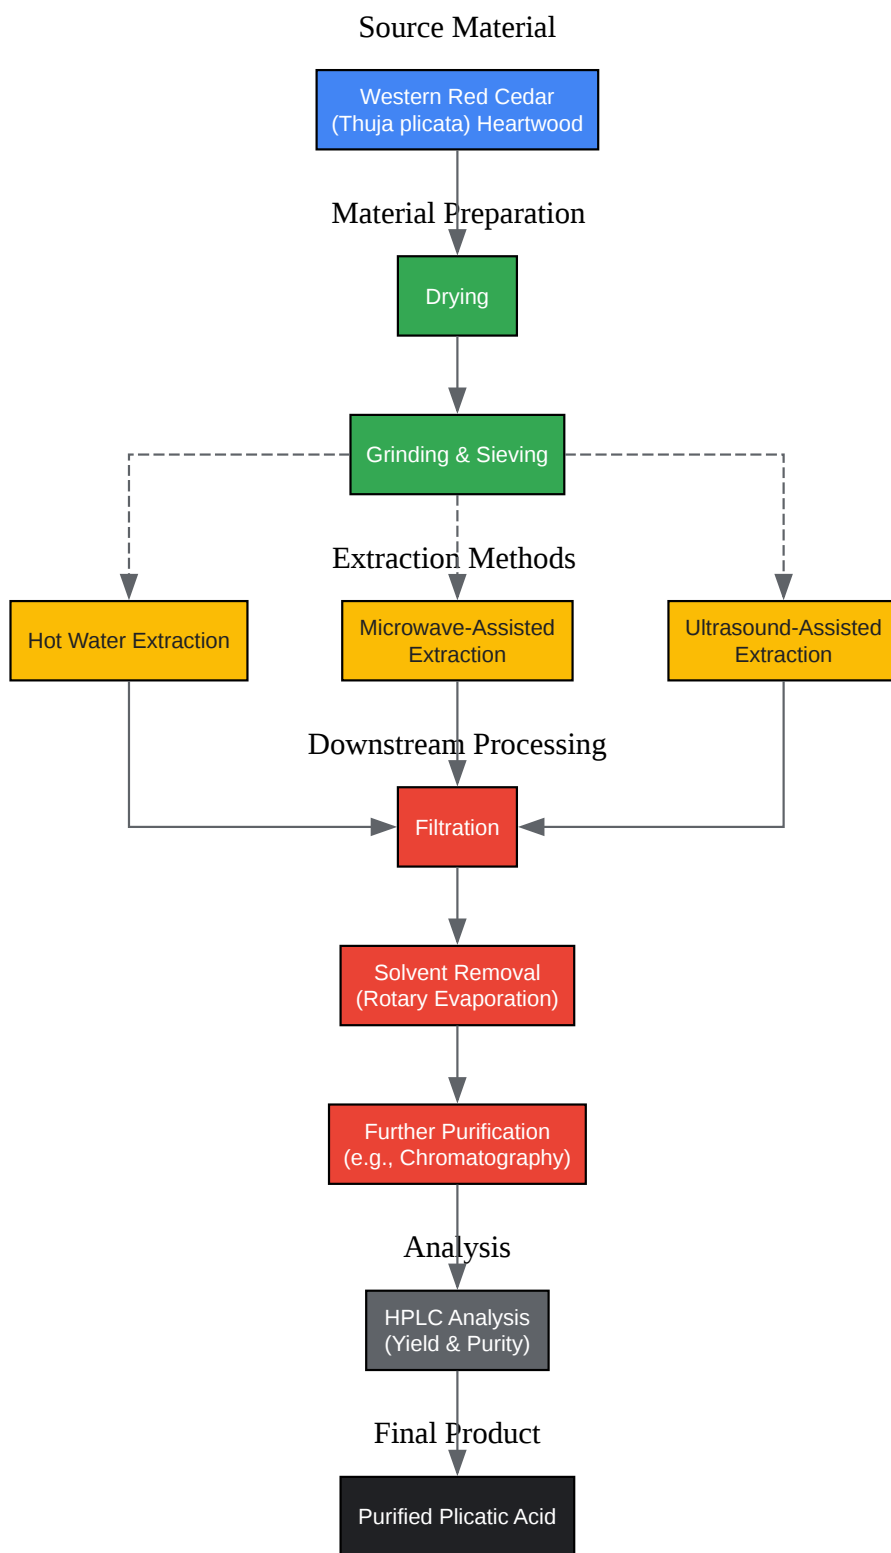 Source Material
Western Red Cedar
(Thuja plicata) Heartwood
Material Preparation
Drying
Grinding & Sieving
Extraction Methods
Hot Water Extraction
Microwave-Assisted
Extraction
Ultrasound-Assisted
Extraction
Downstream Processing
Filtration
Solvent Removal
(Rotary Evaporation)
Further Purification
(e.g., Chromatography)
Analysis
HPLC Analysis
(Yield & Purity)
Final Product
Purified Plicatic Acid